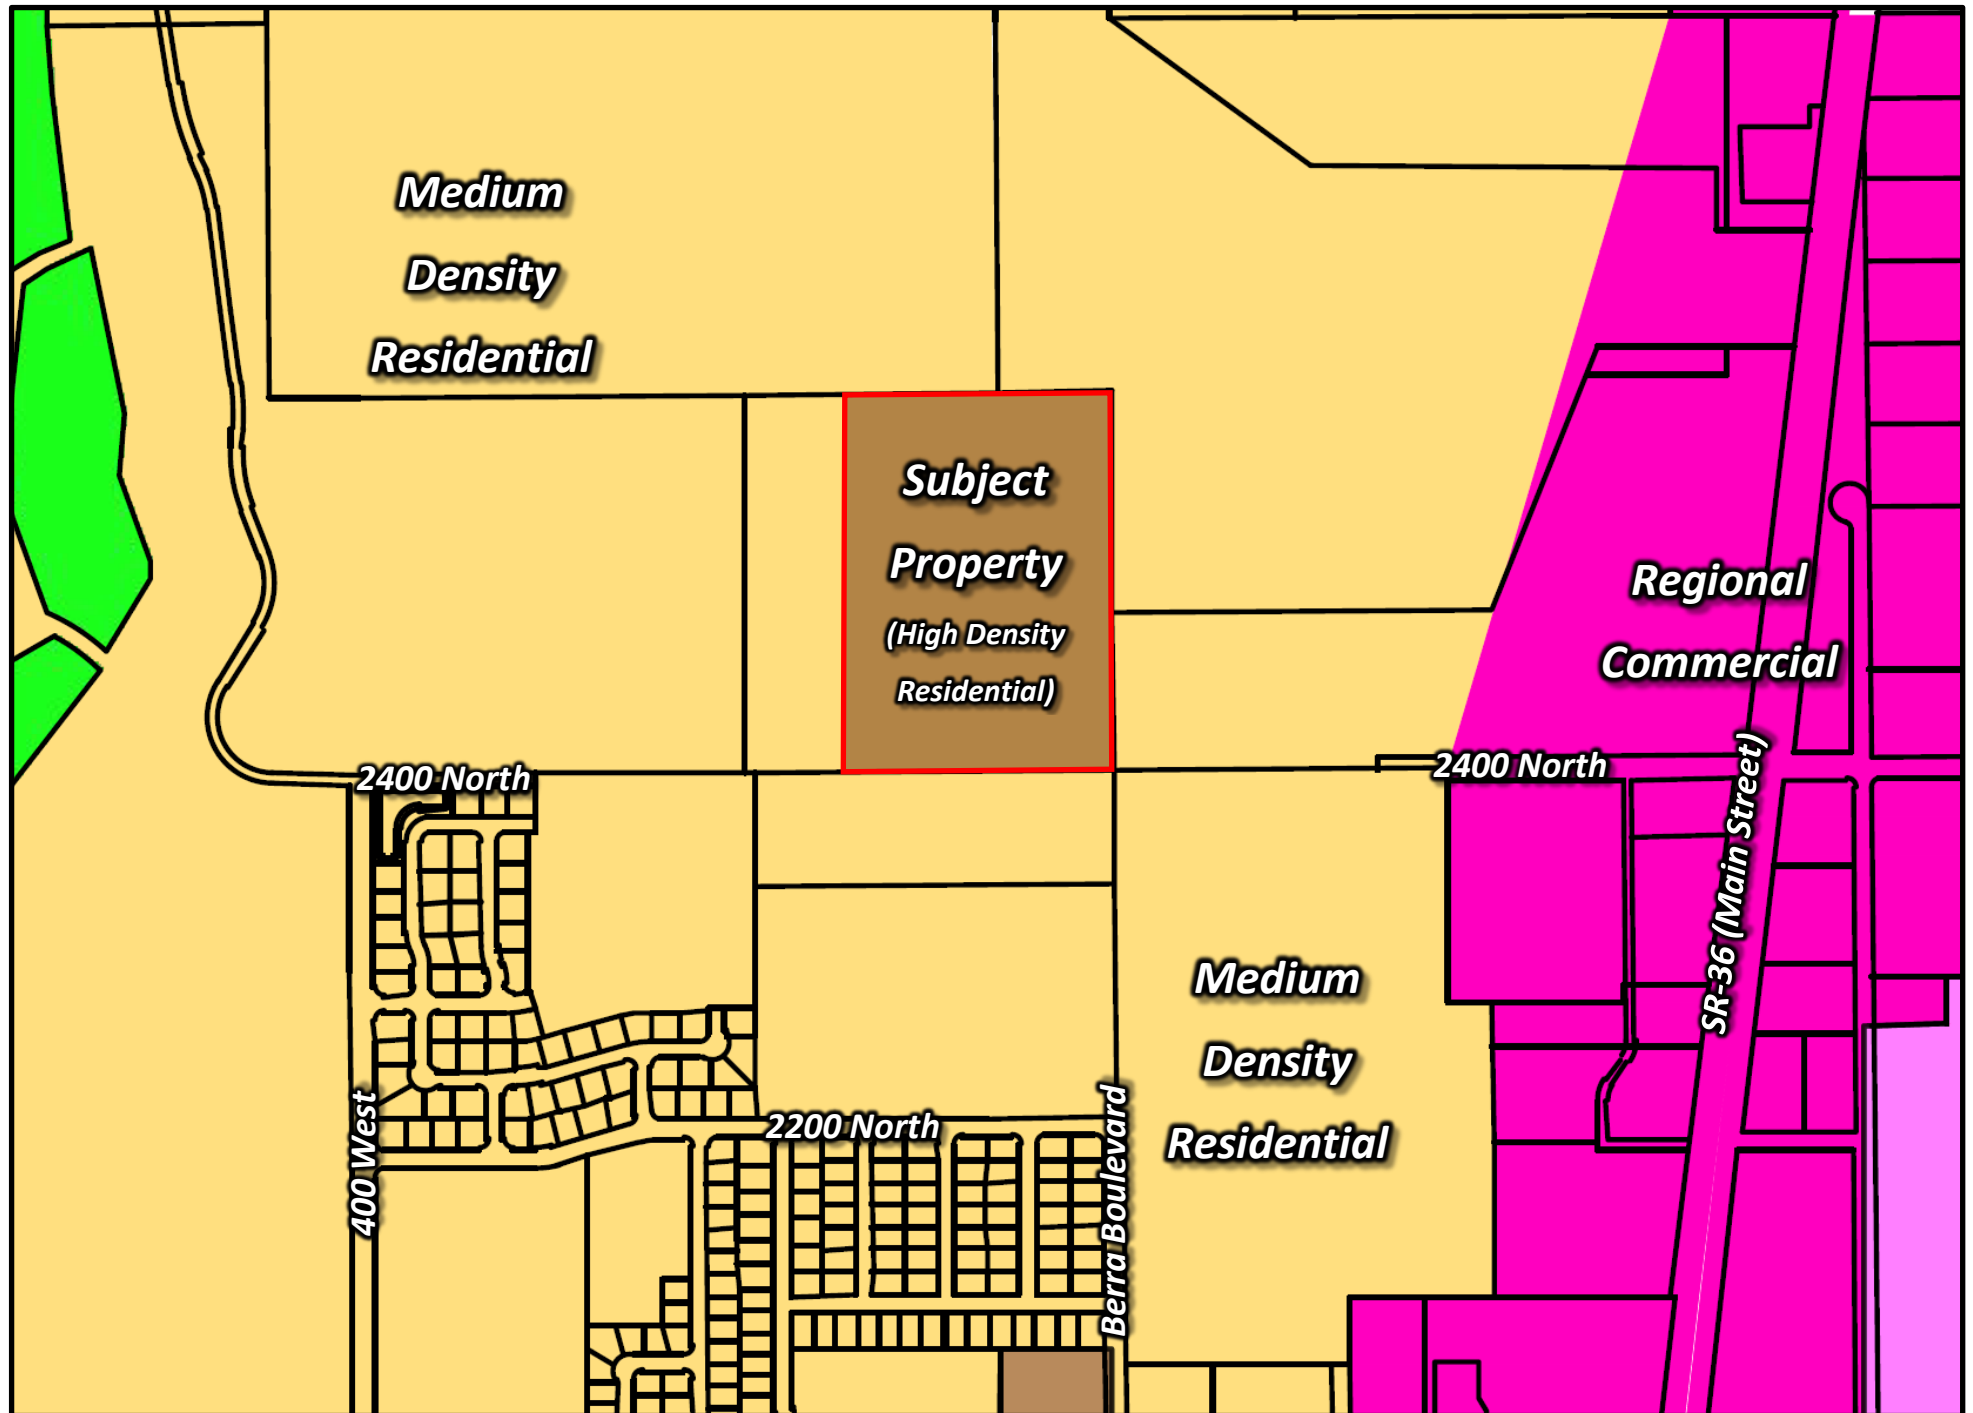 Medium
Density
Residential
Subject
Property
(High Density
Residential)
Regional
Commercial
2400 North
2400 North
SR-36 (Main Street)
Medium
Density
Residential
2200 North
400 West
Berra Boulevard